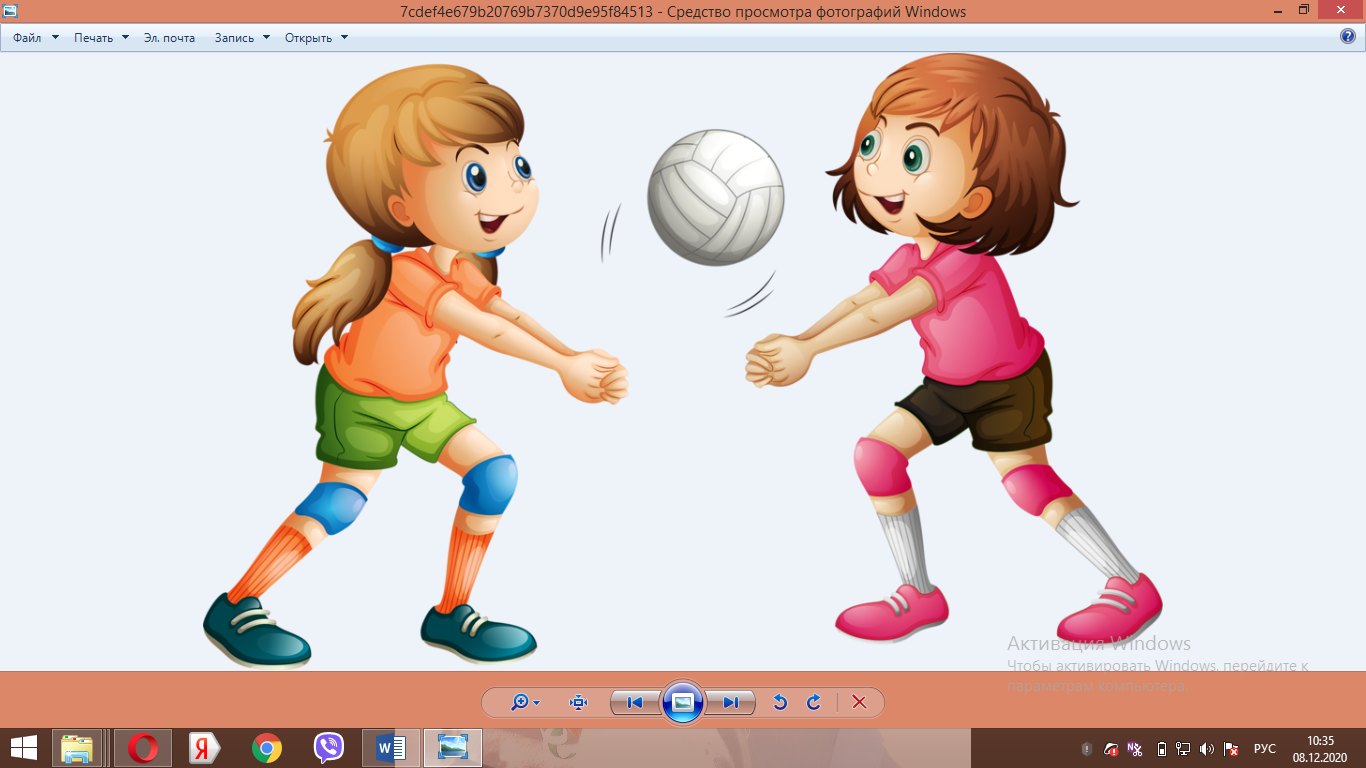 7cdef4e679b20769b7370d9e95f84513 - Средство просмотра фотографий Windows
Файл Печать Эл. почта Запись Открыть
Активация Windows
Чтобы активировать Windows, перейдите к
параметрам компьютера.
РУС
10:35
08.12.2020